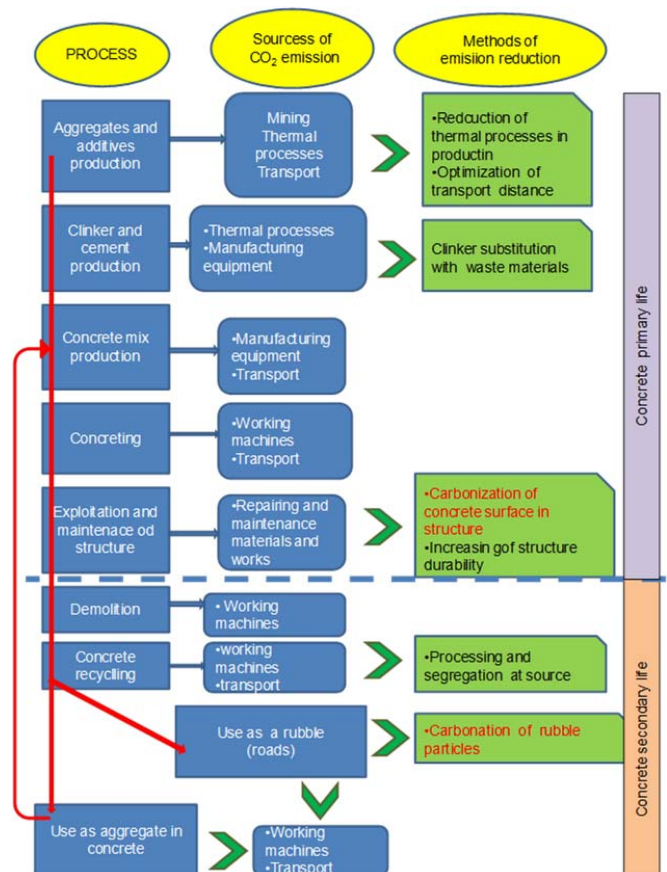 PROCESS
Sourcess of
CO₂ emission
Methods of
emisiion reduction
Aggregates and
additives
production
Mining
Thermal
processes
Transport
•Redcuction of
thermal processes in
productin
•Optimization of
transport distance
Clinker and
cement
production
•Thermal processes
•Manufacturing
equipment
Clinker substitution
with waste materials
Concrete mix
production
•Manufacturing
equipment
•Transport
Concreting
•Working
machines
•Transport
Exploitation and
maintenace od
structure
•Repairing and
maintenance
materials and
works
•Carbonization of
concrete surface in
structure
•Increasin gof structure
durability
Concrete primary life
Demolition
• Working
machines
Concrete
recyclling
•working
machines
•transport
•Processing and
segregation at source
Use as a rubble
(roads)
•Carbonation of rubble
particles
Use as aggregate in
concrete
•Working
machines
•Transport
Concrete secondary life